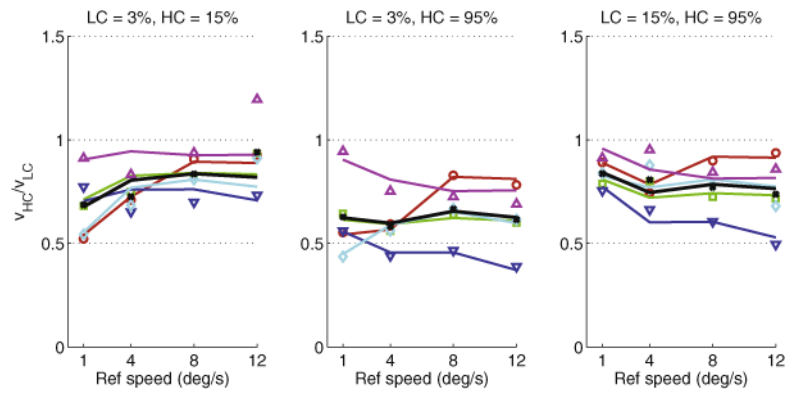 LC = 3%, HC = 15%
LC = 3%, HC = 95%
LC = 15%, HC = 95%
v_HC/v_LC
1.5
1
0.5
0
1 4 8 12
Ref speed (deg/s)
1.5
1
0.5
0
1 4 8 12
Ref speed (deg/s)
1.5
1
0.5
0
1 4 8 12
Ref speed (deg/s)